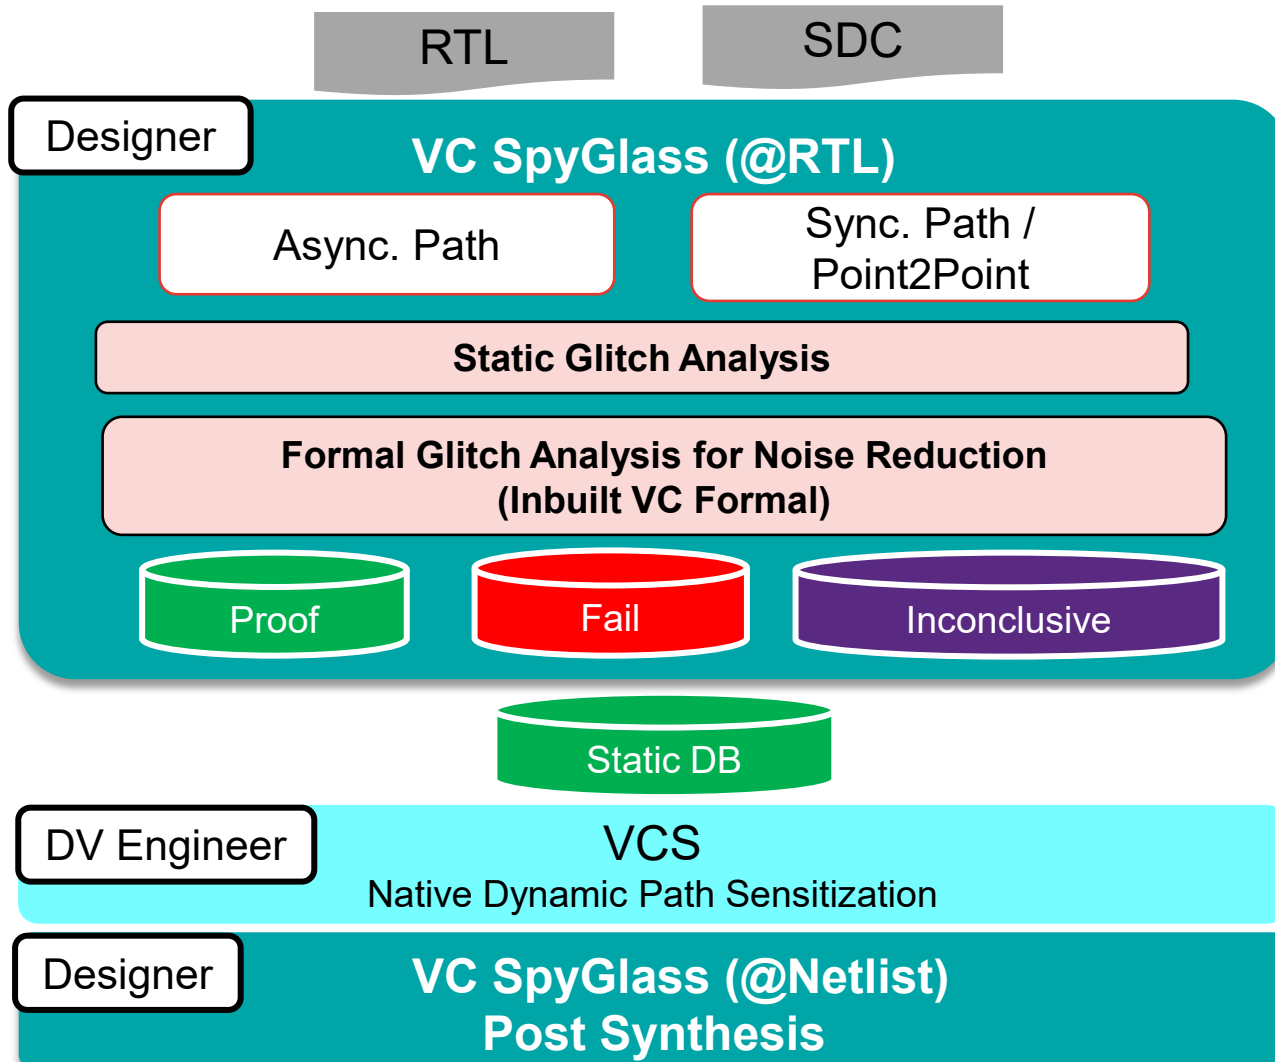 RTL
SDC
Designer
VC SpyGlass (@RTL)
Async. Path
Sync. Path /
Point2Point
Static Glitch Analysis
Formal Glitch Analysis for Noise Reduction
(Inbuilt VC Formal)
Proof
Fail
Inconclusive
Static DB
DV Engineer
VCS
Native Dynamic Path Sensitization
Designer
VC SpyGlass (@Netlist)
Post Synthesis